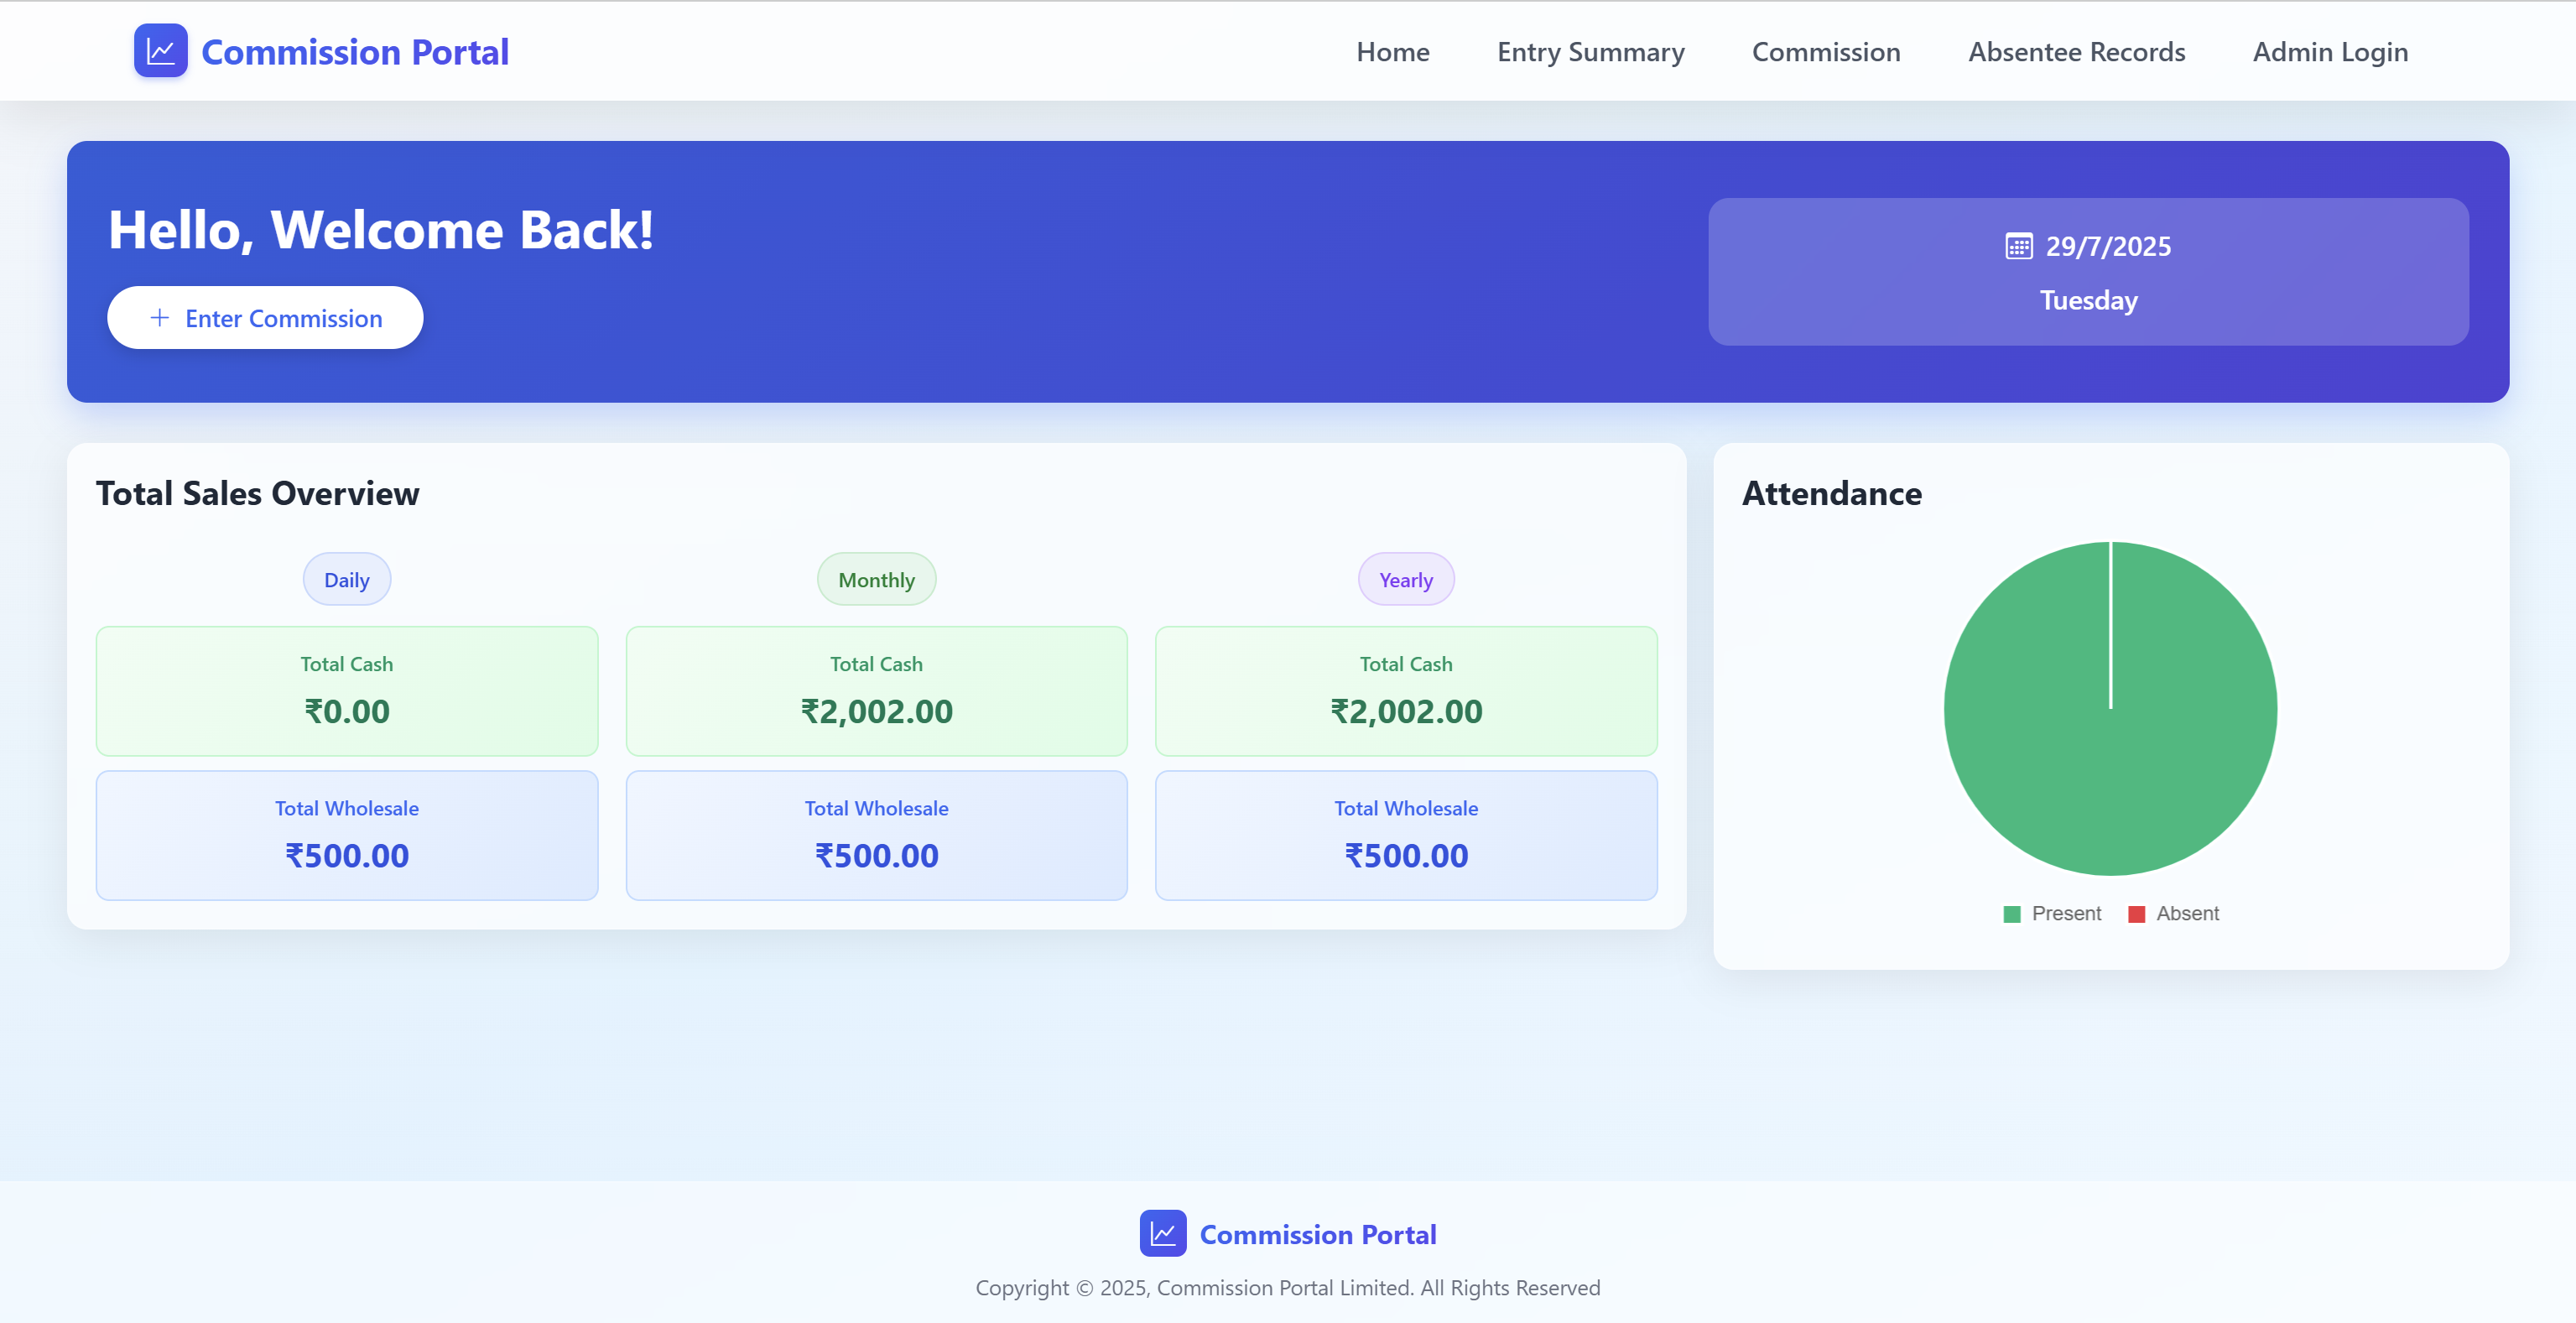 Commission Portal
Home
Entry Summary
Commission
Absentee Records
Admin Login
Hello, Welcome Back!
Enter Commission
29/7/2025
Tuesday
Total Sales Overview
Daily
Total Cash
₹0.00
Total Wholesale
₹500.00
Monthly
Total Cash
₹2,002.00
Total Wholesale
₹500.00
Yearly
Total Cash
₹2,002.00
Total Wholesale
₹500.00
Attendance
Present
Absent
Commission Portal
Copyright © 2025, Commission Portal Limited. All Rights Reserved